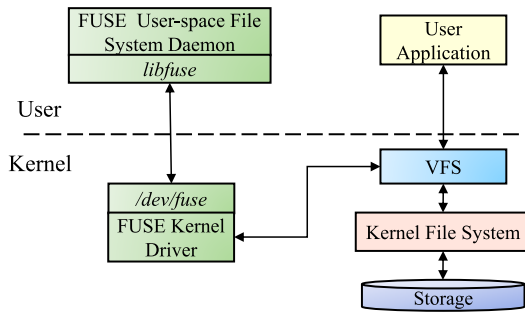 FUSE User-space File
System Daemon
libfuse
User
Application
User
Kernel
VFS
/dev/fuse
FUSE Kernel
Driver
Kernel File System
Storage